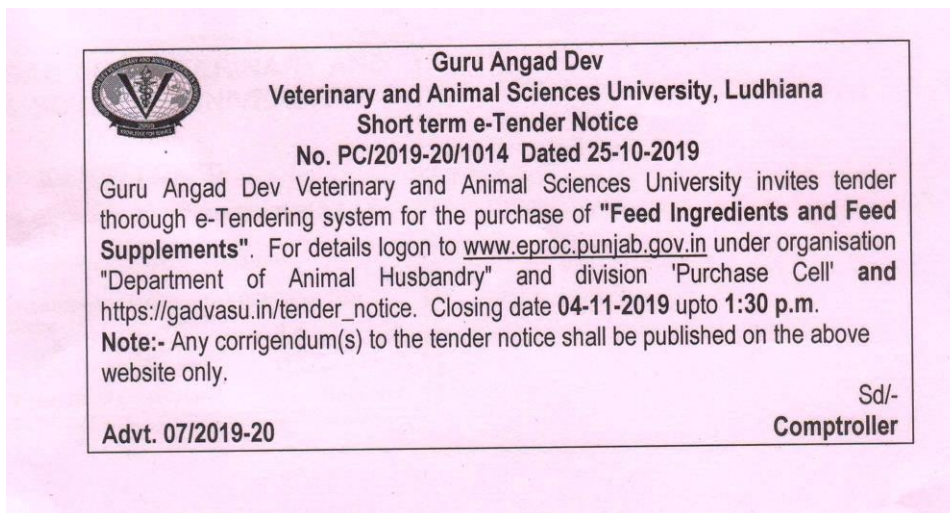 Guru Angad Dev
Veterinary and Animal Sciences University, Ludhiana
Short term e-Tender Notice
No. PC/2019-20/1014 Dated 25-10-2019
Guru Angad Dev Veterinary and Animal Sciences University invites tender
thorough e-Tendering system for the purchase of "Feed Ingredients and Feed
Supplements". For details logon to www.eproc.punjab.gov.in under organisation
"Department of Animal Husbandry" and division 'Purchase Cell' and
https://gadvasu.in/tender_notice. Closing date 04-11-2019 upto 1:30 p.m.
Note:- Any corrigendum(s) to the tender notice shall be published on the above
website only.
Sd/-
Advt. 07/2019-20 Comptroller